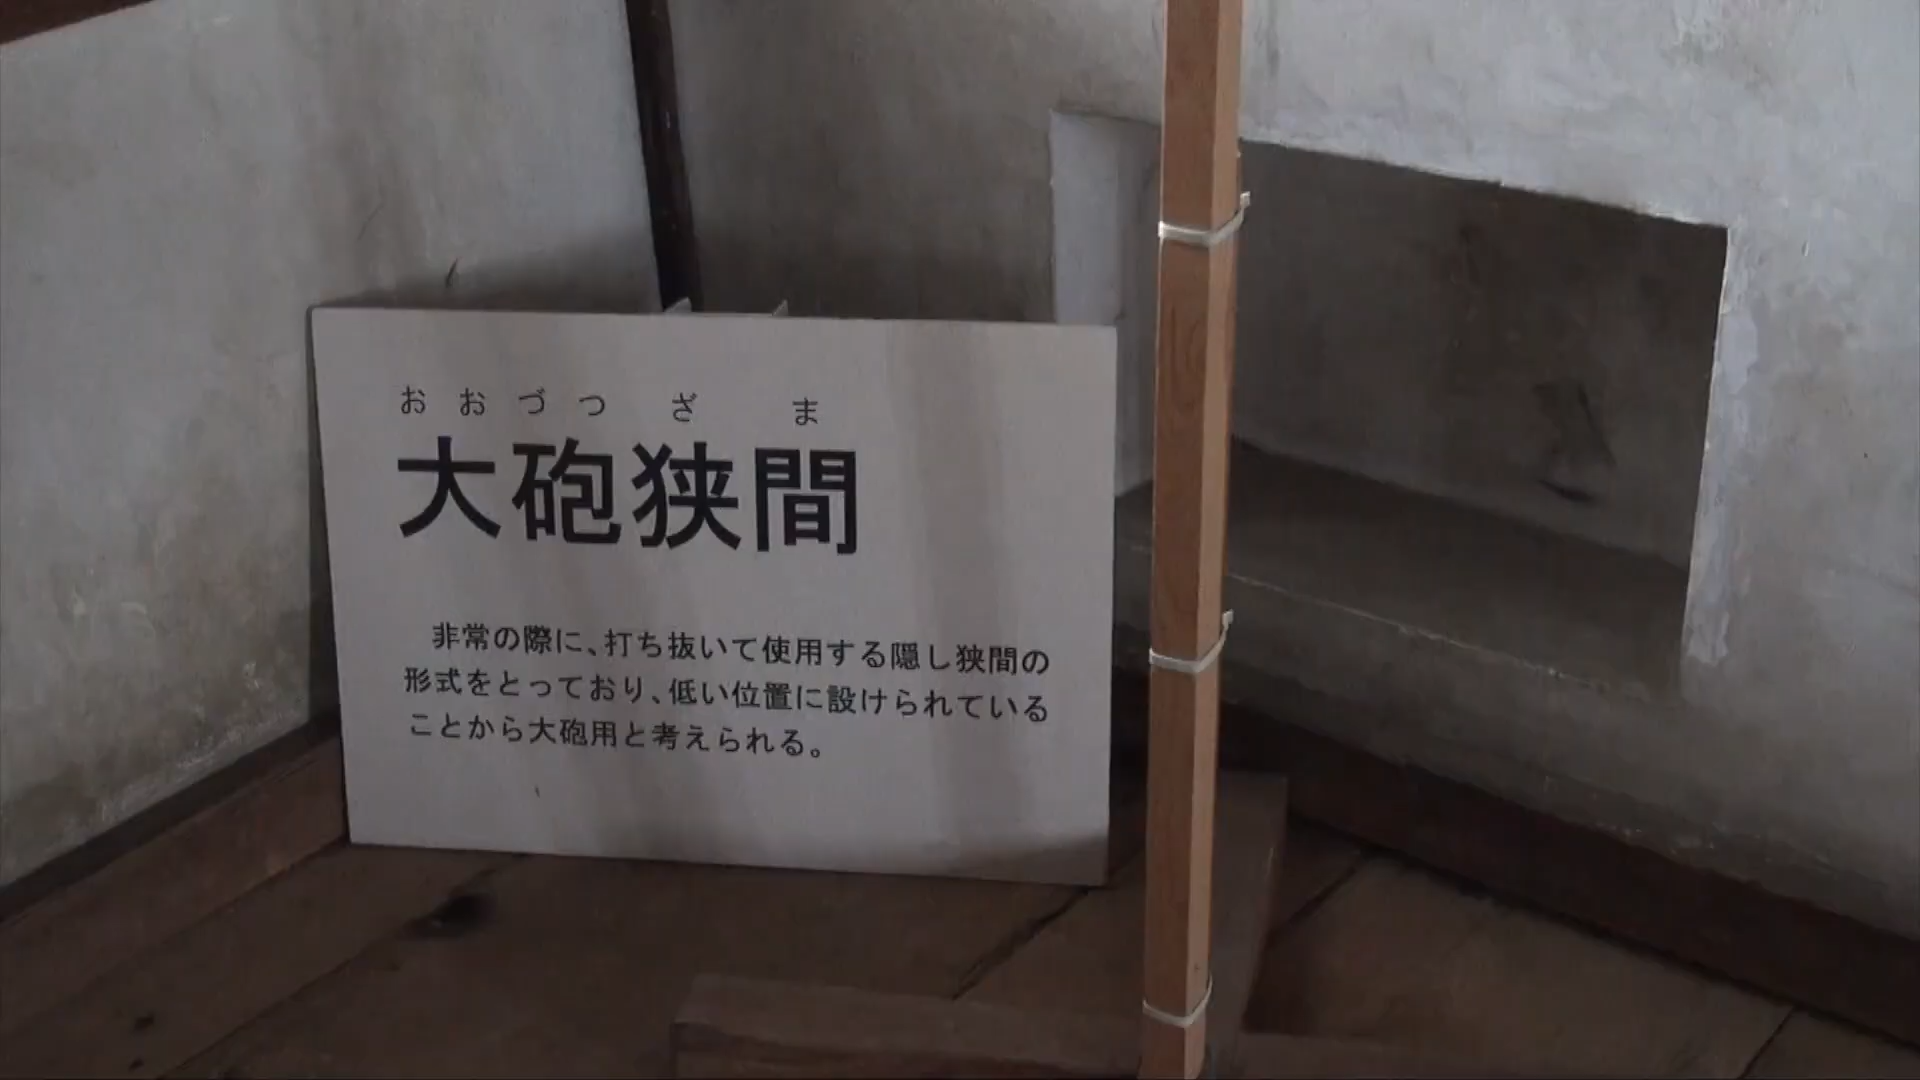 おおづつざま
大砲狭間
非常の際に、打ち抜いて使用する隠し狭間の
形式をとっており、低い位置に設けられている
ことから大砲用と考えられる。